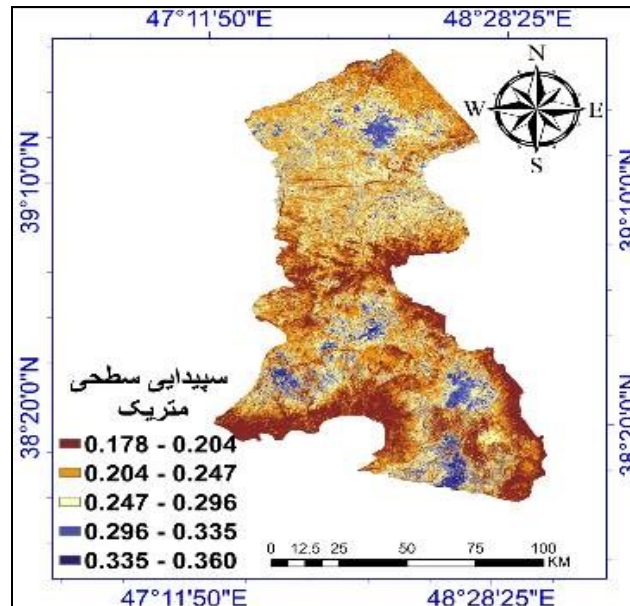 47°11'50"E 48°28'25"E
N
W E
S
39°10'0"N
39°10'0"N
38°20'0"N
38°20'0"N
سپیدایی سطحی
متریک
0.178 - 0.204
0.204 - 0.247
0.247 - 0.296
0.296 - 0.335
0.335 - 0.360
0 12.5 25 50 75 100
KM
47°11'50"E 48°28'25"E